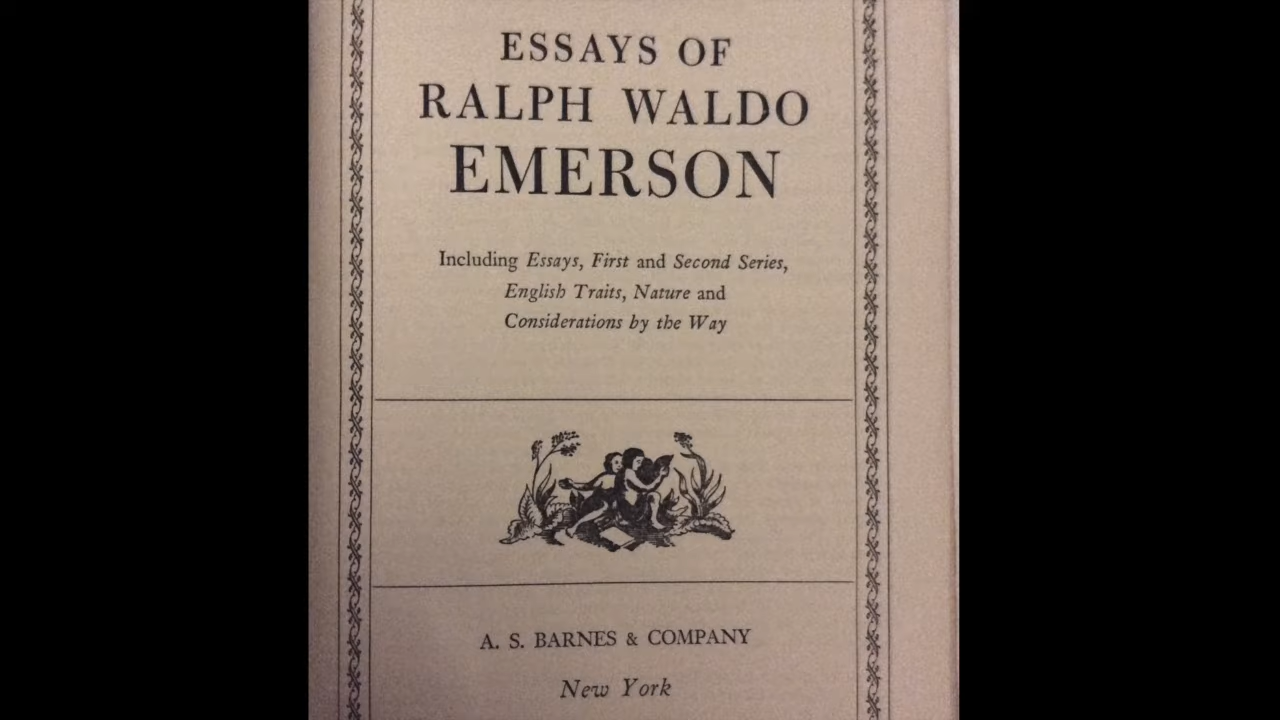 ESSAYS OF
RALPH WALDO
EMERSON
Including Essays, First and Second Series,
English Traits, Nature and
Considerations by the Way
A. S. BARNES & COMPANY
New York